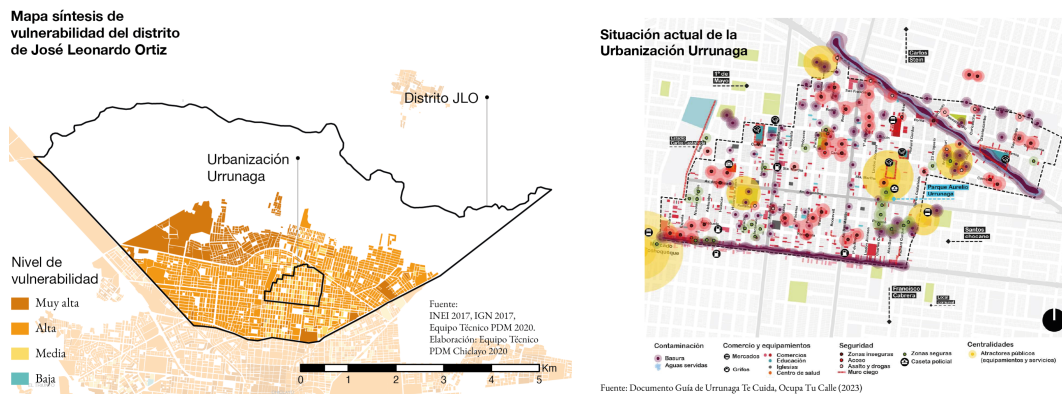 Mapa síntesis de
vulnerabilidad del distrito
de José Leonardo Ortiz
Distrito JLO
Urbanización
Urrunaga
Nivel de
vulnerabilidad
Muy alta
Alta
Media
Baja
Fuente:
INEI 2017, IGN 2017,
Equipo Técnico PDM 2020.
Elaboración: Equipo Técnico
PDM Chiclayo 2020
0 1 2 3 4 5 Km
Situación actual de la
Urbanización Urrunaga
Carlos
Stein
1° de
Mayo
Parque Aurelio
Urrunaga
Santos
chocano
Francisco
Cabrera
Contaminación
Basura
Aguas servidas
Comercio y equipamientos
Mercados
Grifos
Comercios
Educación
Iglesias
Centro de salud
Seguridad
Zonas inseguras
Acoso
Asalto y drogas
Muro ciego
Zonas seguras
Caseta policial
Centralidades
Atractores públicos
(equipamientos y servicios)
Fuente: Documento Guía de Urrunaga Te Cuida, Ocupa Tu Calle (2023)